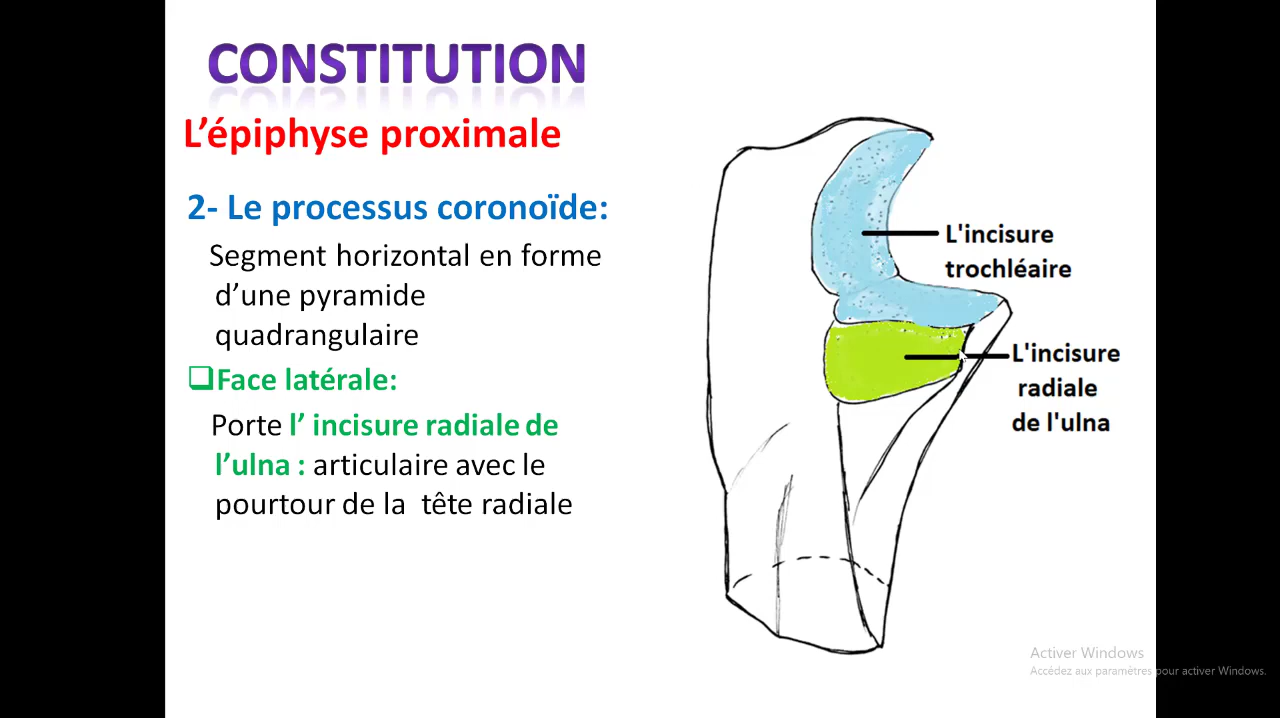 CONSTITUTION
L’épiphyse proximale
2- Le processus coronoïde:
Segment horizontal en forme
d’une pyramide
quadrangulaire
Face latérale:
Porte l’ incisure radiale de
l’ulna : articulaire avec le
pourtour de la tête radiale
L'incisure
trochléaire
L'incisure
radiale
de l'ulna
Activer Windows
Accédez aux paramètres pour activer Windows.